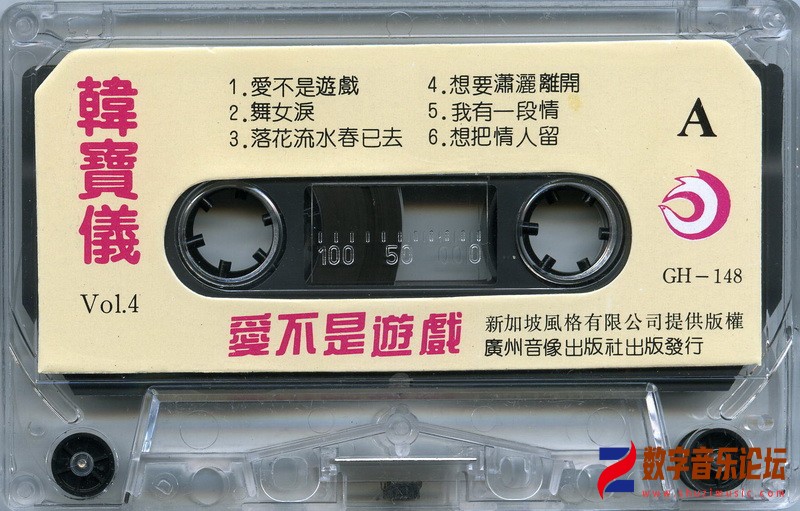 韓寶儀
Vol.4
1.愛不是遊戲
2.舞女淚
3.落花流水春已去
4.想要瀟灑離開
5.我有一段情
6.想把情人留
A
100 50 0
GH-148
愛不是遊戲
新加坡風格有限公司提供版權
廣州音像出版社出版發行
数字音乐论坛